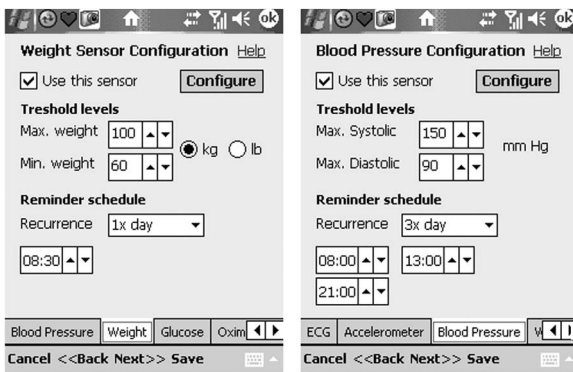 ok
Weight Sensor Configuration Help
Use this sensor Configure
Treshold levels
Max. weight 100
kg lb
Min. weight 60
Reminder schedule
Recurrence 1x day
08:30
Blood Pressure Weight Glucose Oxim
Cancel <<Back Next>> Save
ok
Blood Pressure Configuration Help
Use this sensor Configure
Treshold levels
Max. Systolic 150
mm Hg
Max. Diastolic 90
Reminder schedule
Recurrence 3x day
08:00 13:00
21:00
ECG Accelerometer Blood Pressure W
Cancel <<Back Next>> Save